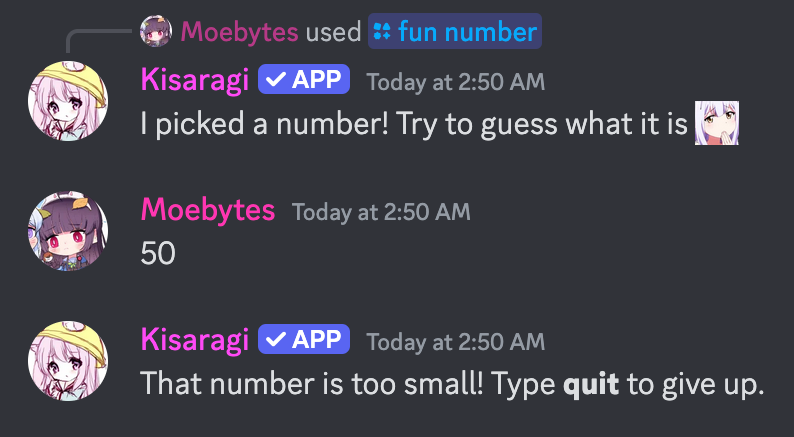 Moebytes used fun number
Kisaragi ✓ APP Today at 2:50 AM
I picked a number! Try to guess what it is
Moebytes Today at 2:50 AM
50
Kisaragi ✓ APP Today at 2:50 AM
That number is too small! Type quit to give up.